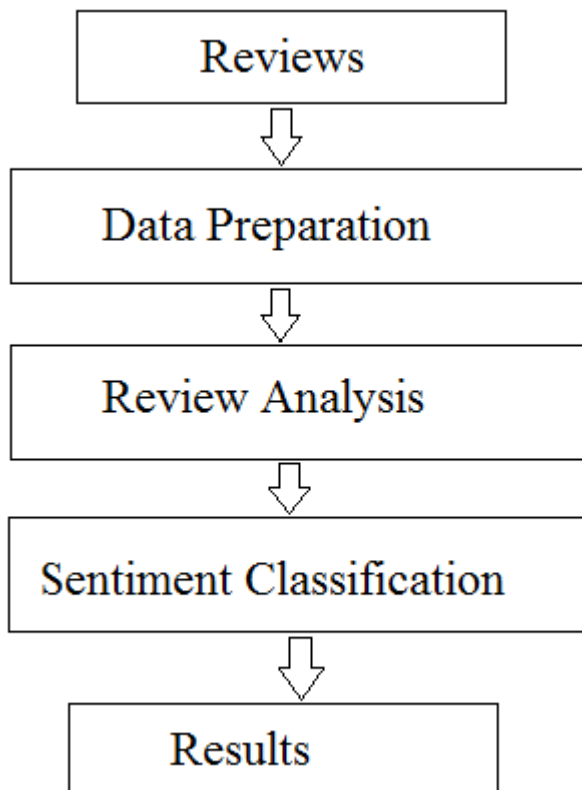 Reviews
Data Preparation
Review Analysis
Sentiment Classification
Results